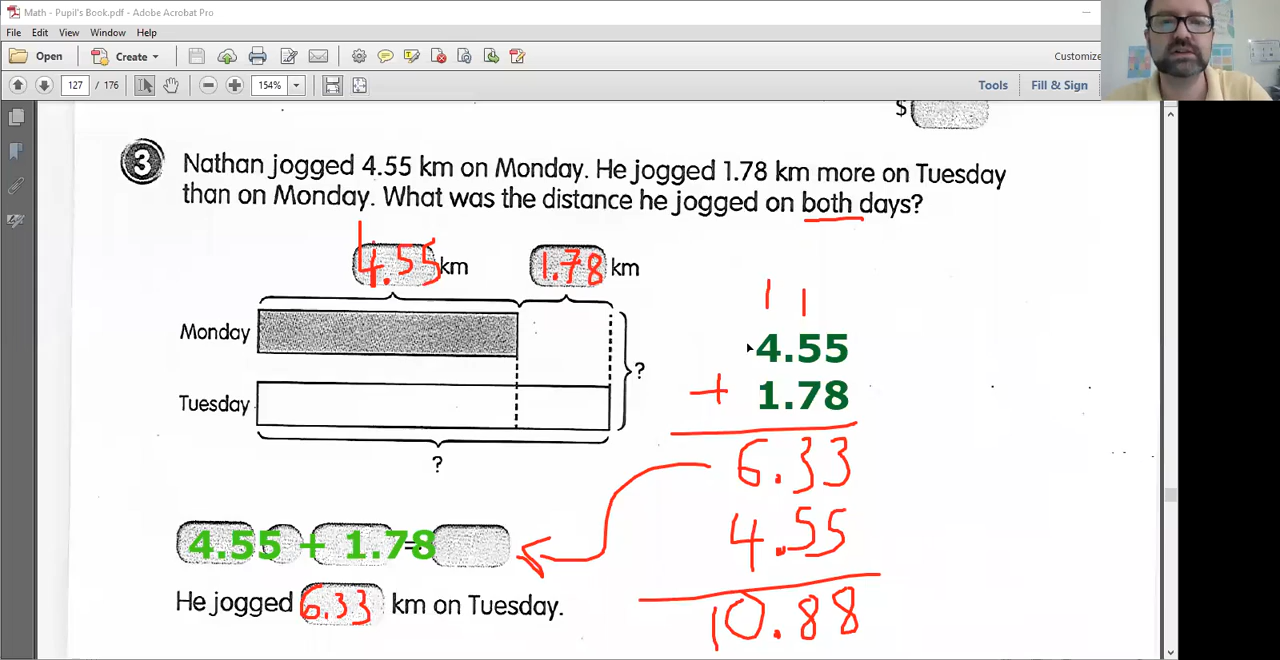 Math - Pupil's Book.pdf - Adobe Acrobat Pro
File Edit View Window Help
Open Create Customize
127 / 176 154% Tools Fill & Sign
$
3 Nathan jogged 4.55 km on Monday. He jogged 1.78 km more on Tuesday
than on Monday. What was the distance he jogged on both days?
4.55 km 1.78 km
Monday
Tuesday
?
?
1 1
4.55
+ 1.78
6.33
4.55
10.88
4.55 + 1.78 =
He jogged 6.33 km on Tuesday.